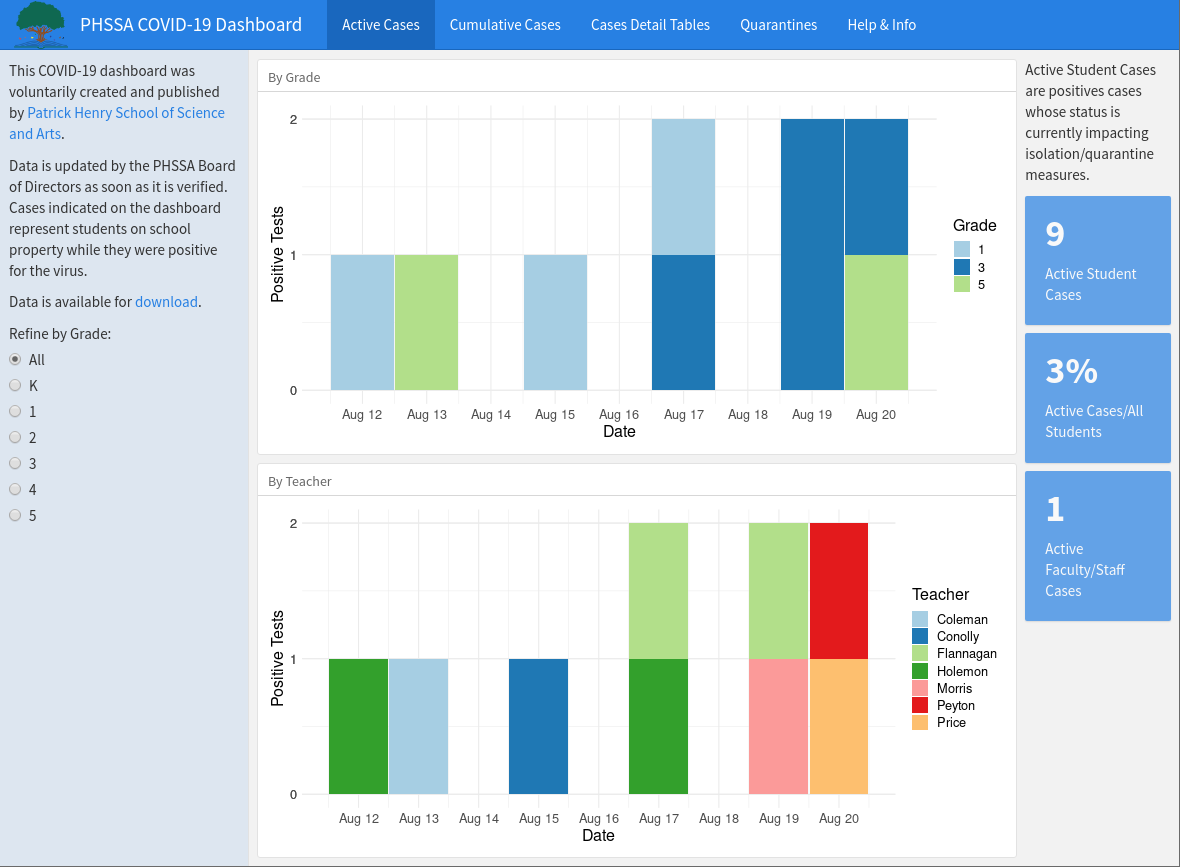 PHSSA COVID-19 Dashboard
Active Cases
Cumulative Cases
Cases Detail Tables
Quarantines
Help & Info
This COVID-19 dashboard was
voluntarily created and published
by Patrick Henry School of Science
and Arts.
Data is updated by the PHSSA Board
of Directors as soon as it is verified.
Cases indicated on the dashboard
represent students on school
property while they were positive
for the virus.
Data is available for download.
Refine by Grade:
All
K
1
2
3
4
5
By Grade
Positive Tests
2
1
0
Aug 12
Aug 13
Aug 14
Aug 15
Aug 16
Aug 17
Aug 18
Aug 19
Aug 20
Date
Grade
1
3
5
By Teacher
Positive Tests
2
1
0
Aug 12
Aug 13
Aug 14
Aug 15
Aug 16
Aug 17
Aug 18
Aug 19
Aug 20
Date
Teacher
Coleman
Conolly
Flannagan
Holemon
Morris
Peyton
Price
Active Student Cases
are positives cases
whose status is
currently impacting
isolation/quarantine
measures.
9
Active Student
Cases
3%
Active Cases/All
Students
1
Active
Faculty/Staff
Cases